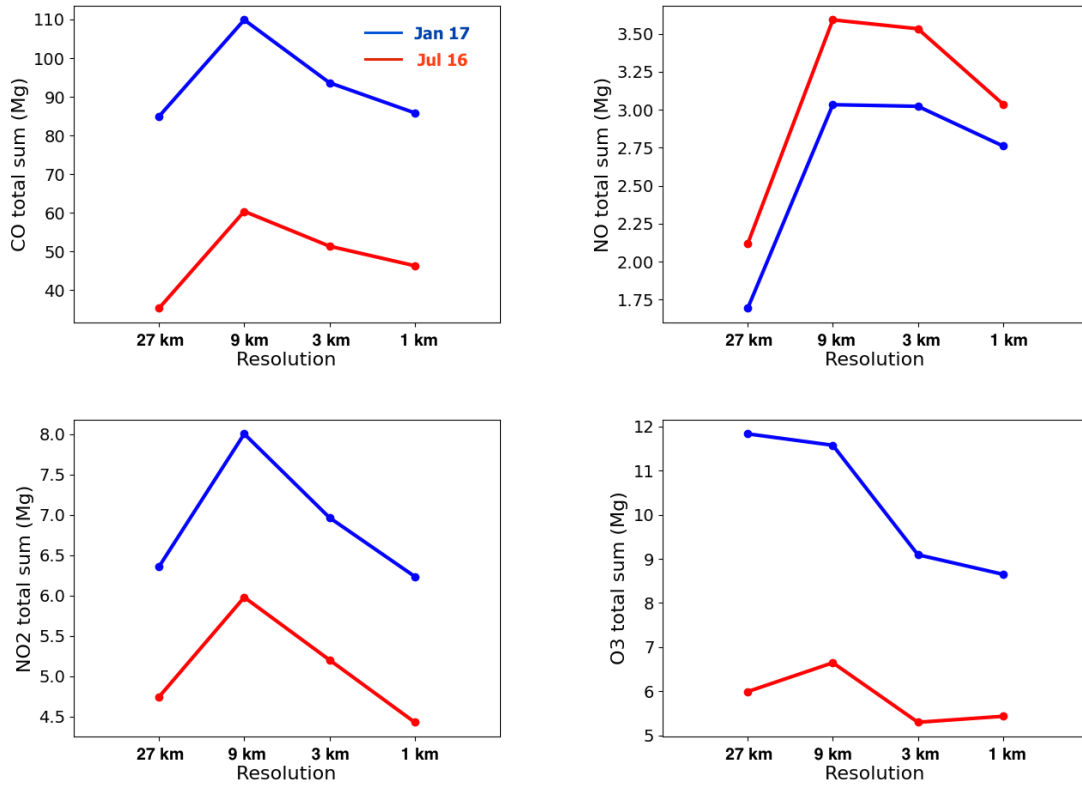 CO total sum (Mg)
110
100
90
80
70
60
50
40
Jan 17
Jul 16
27 km 9 km 3 km 1 km
Resolution
NO total sum (Mg)
3.50
3.25
3.00
2.75
2.50
2.25
2.00
1.75
27 km 9 km 3 km 1 km
Resolution
NO2 total sum (Mg)
8.0
7.5
7.0
6.5
6.0
5.5
5.0
4.5
27 km 9 km 3 km 1 km
Resolution
O3 total sum (Mg)
12
11
10
9
8
7
6
5
27 km 9 km 3 km 1 km
Resolution